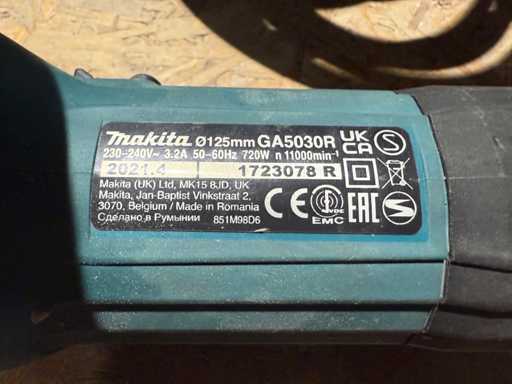 makita Ø125mm GA5030R UK CA S
230-240V~ 3.2A 50-60Hz 720W n 11000min⁻¹
2021.4 1723078 R
Makita (UK) Ltd, MK15 8JD, UK
Makita, Jan-Baptist Vinkstraat 2,
3070, Belgium / Made in Romania
Сделано в Румынии 851M98D6
CE VDE EMC EAC